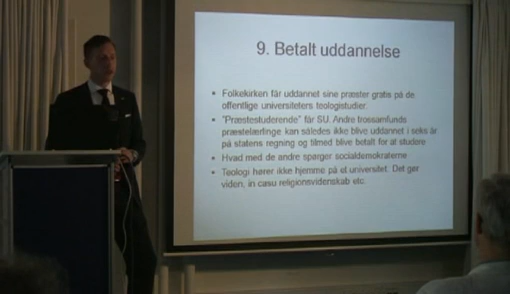 9. Betalt uddannelse
• Folkekirken får uddannet sine præster gratis på de
offentlige universiteters teologistudier.
• "Præstestuderende" får SU. Andre trossamfunds
præstelærlinge kan således ikke blive uddannet i seks år
på statens regning og tilmed blive betalt for at studere
• Hvad med de andre spørger socialdemokraterne
• Teologi hører ikke hjemme på et universitet. Det gør
viden, in casu religionsvidenskab etc.